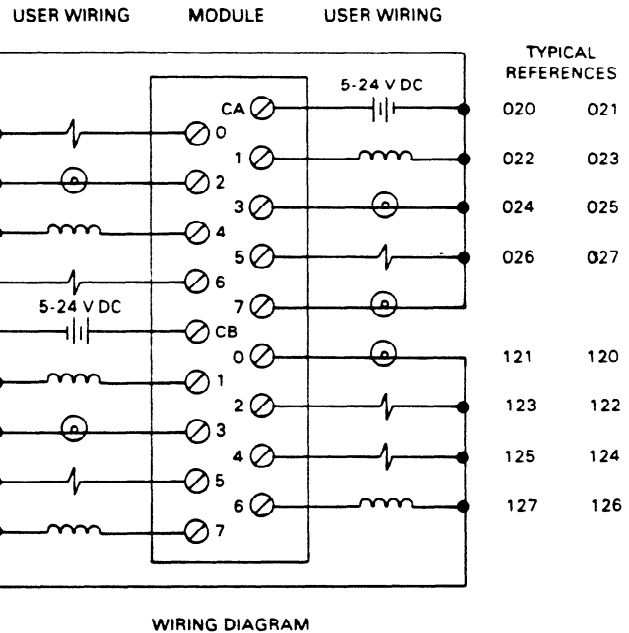 USER WIRING MODULE USER WIRING
TYPICAL
REFERENCES
5-24 V DC
CA 020 021
0
1 022 023
2
3 024 025
4
5 026 027
6
7
5-24 V DC
CB
0 121 120
1
2 123 122
3
4 125 124
5
6 127 126
7
WIRING DIAGRAM